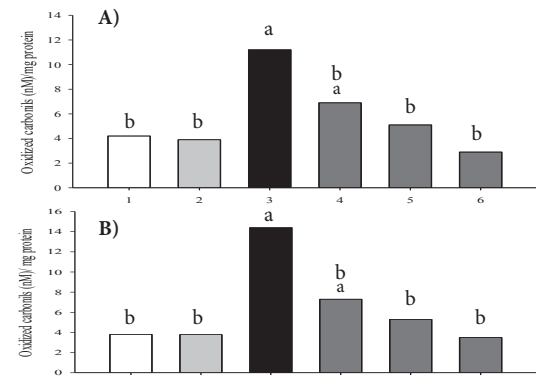 A)
Oxidized carbonils (nM)/mg protein
14
12
10
8
6
4
2
0
b
b
a
b
a
b
b
1
2
3
4
5
6
B)
Oxidized carbonils (nM)/ mg protein
16
14
12
10
8
6
4
2
0
b
b
a
b
a
b
b